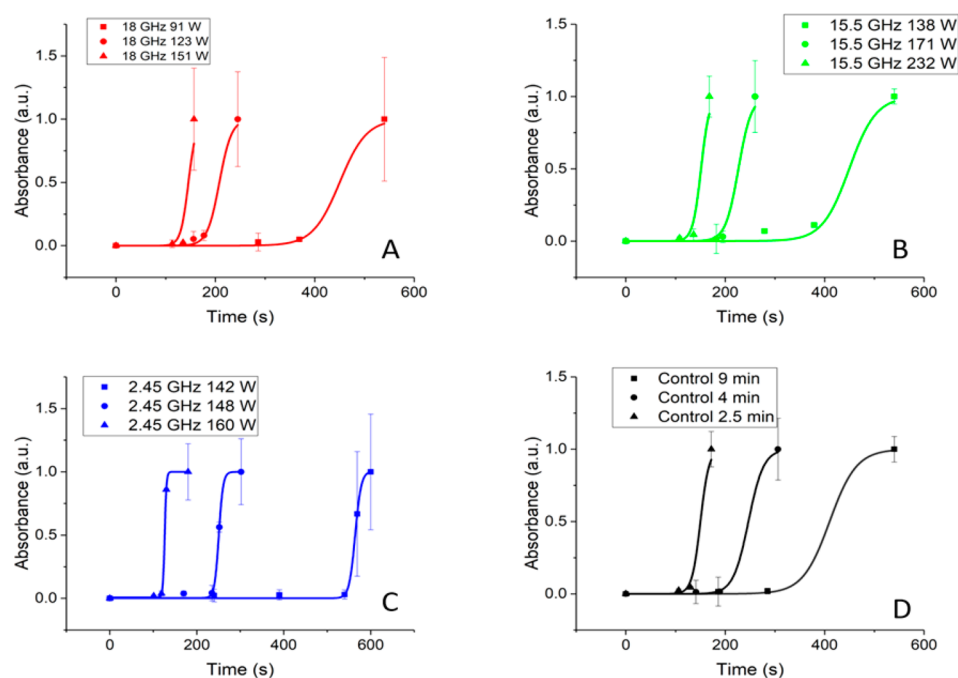 18 GHz 91 W
18 GHz 123 W
18 GHz 151 W
Absorbance (a.u.)
1.5
1.0
0.5
0.0
A
0 200 400 600
Time (s)
15.5 GHz 138 W
15.5 GHz 171 W
15.5 GHz 232 W
Absorbance (a.u.)
1.5
1.0
0.5
0.0
B
0 200 400 600
Time (s)
2.45 GHz 142 W
2.45 GHz 148 W
2.45 GHz 160 W
Absorbance (a.u.)
1.5
1.0
0.5
0.0
C
0 200 400 600
Time (s)
Control 9 min
Control 4 min
Control 2.5 min
Absorbance (a.u.)
1.5
1.0
0.5
0.0
D
0 200 400 600
Time (s)